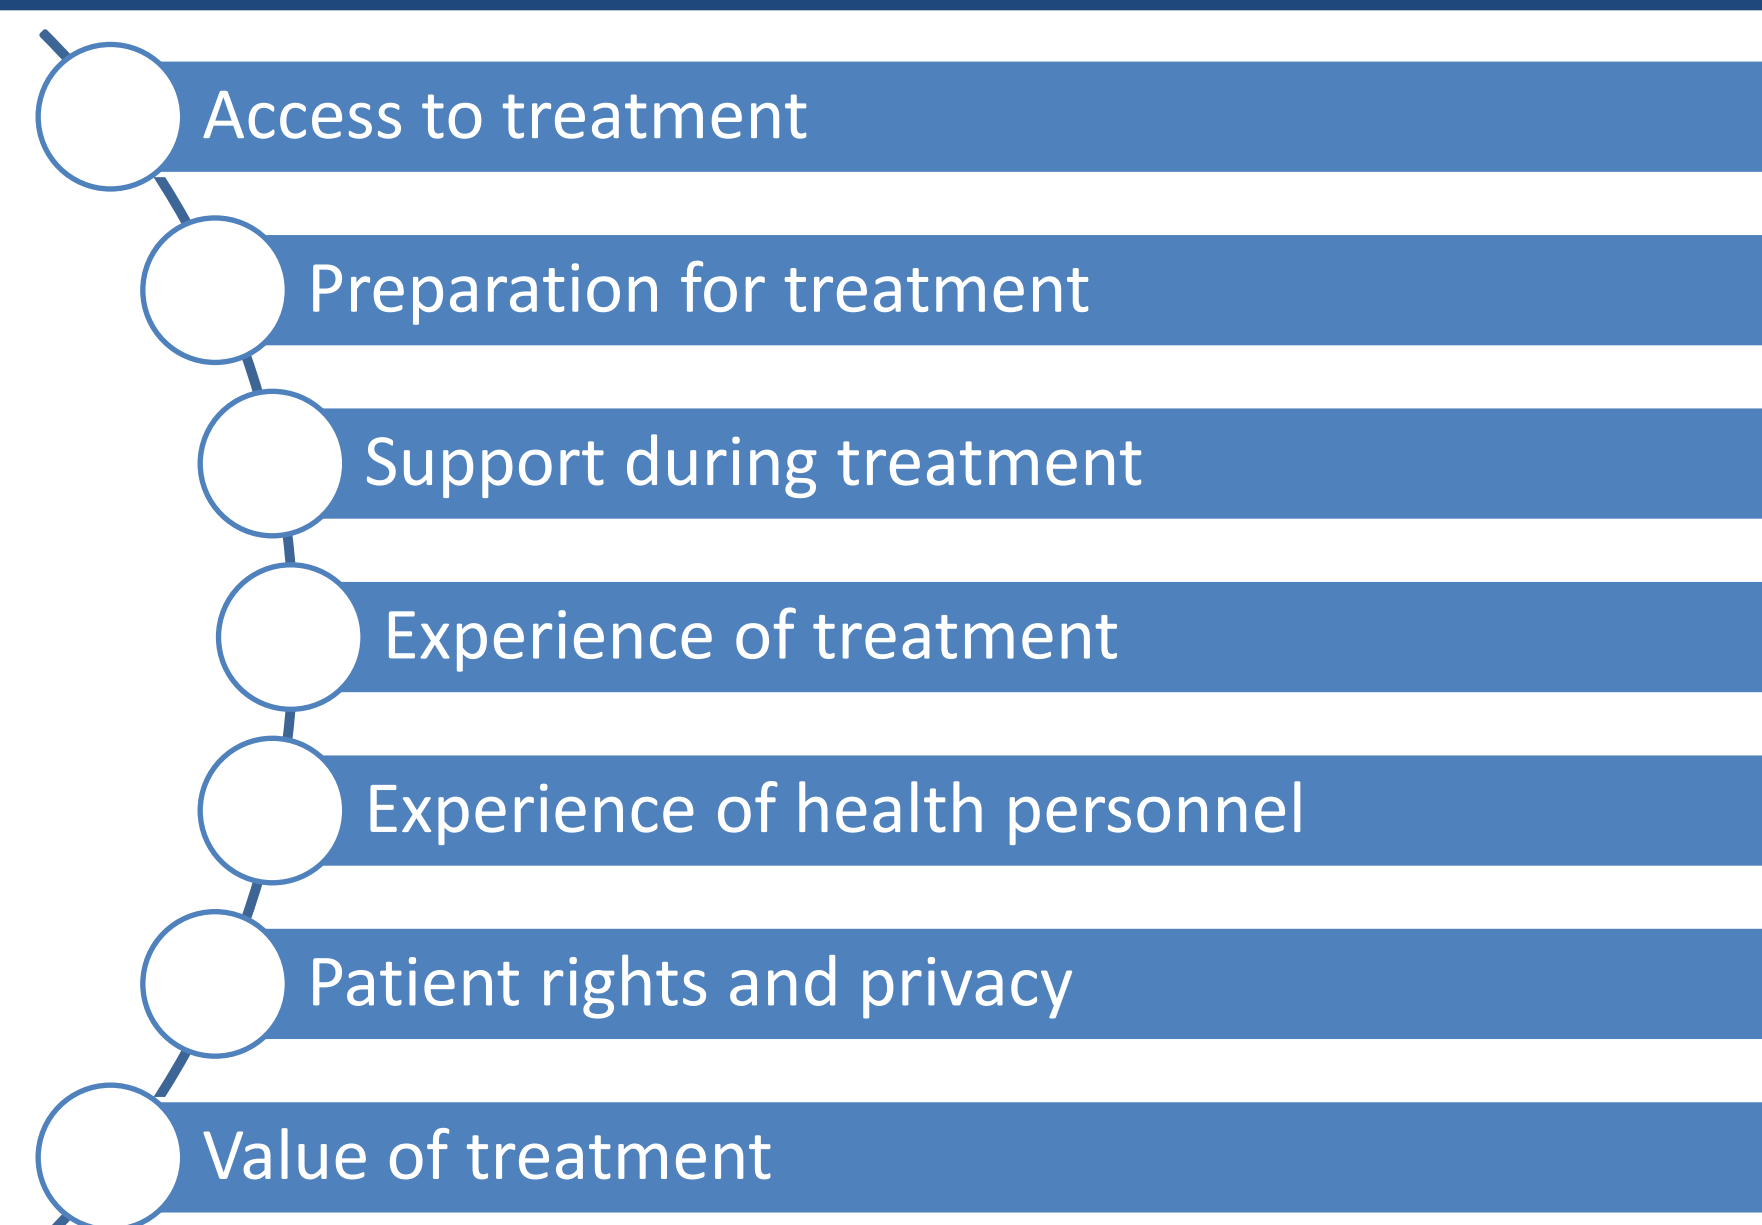 Access to treatment
Preparation for treatment
Support during treatment
Experience of treatment
Experience of health personnel
Patient rights and privacy
Value of treatment